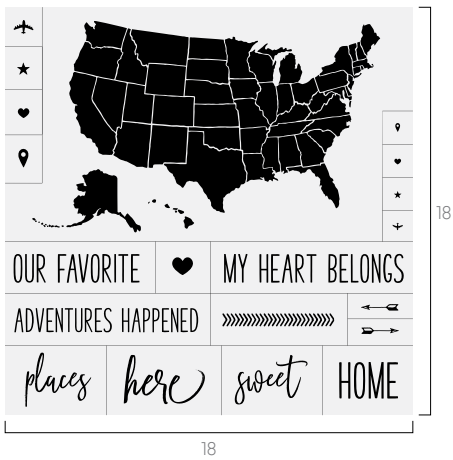 18
OUR FAVORITE
MY HEART BELONGS
ADVENTURES HAPPENED
places
here
sweet
HOME
18